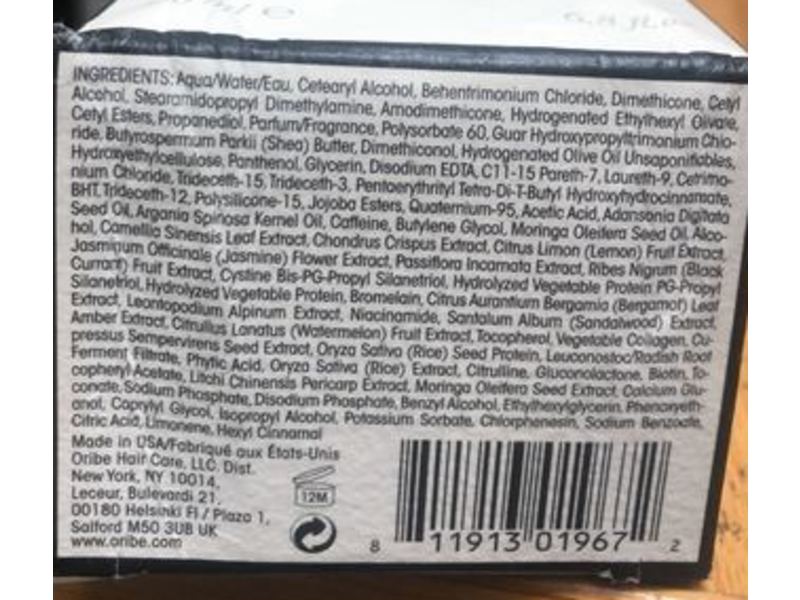 INGREDIENTS: Aqua/Water/Eau, Cetearyl Alcohol, Behentrimonium Chloride, Dimethicone, Cetyl
Alcohol, Stearamidopropyl Dimethylamine, Amodimethicone, Hydrogenated Ethylhexyl Olivate,
Cetyl Esters, Propanediol, Parfum/Fragrance, Polysorbate 60, Guar Hydroxypropyltrimonium Chlo-
ride, Butyrospermum Parkii (Shea) Butter, Dimethiconol, Hydrogenated Olive Oil Unsaponifiables,
Hydroxyethylcellulose, Panthenol, Glycerin, Disodium EDTA, C11-15 Pareth-7, Laureth-9, Cetrimo-
nium Chloride, Trideceth-15, Trideceth-3, Pentaerythrityl Tetra-Di-T-Butyl Hydroxyhydrocinnamate,
BHT, Trideceth-12, Polysilicone-15, Jojoba Esters, Quaternium-95, Acetic Acid, Adansonia Digitata
Seed Oil, Argania Spinosa Kernel Oil, Caffeine, Butylene Glycol, Moringa Oleifera Seed Oil, Alco-
hol, Camellia Sinensis Leaf Extract, Chondrus Crispus Extract, Citrus Limon (Lemon) Fruit Extract,
Jasminum Officinale (Jasmine) Flower Extract, Passiflora Incarnata Extract, Ribes Nigrum (Black
Currant) Fruit Extract, Cystine Bis-PG-Propyl Silanetriol, Hydrolyzed Vegetable Protein PG-Propyl
Silanetriol, Hydrolyzed Vegetable Protein, Bromelain, Citrus Aurantium Bergamia (Bergamot) Leaf
Extract, Leontopodium Alpinum Extract, Niacinamide, Santalum Album (Sandalwood) Extract,
Amber Extract, Citrullus Lanatus (Watermelon) Fruit Extract, Tocopherol, Vegetable Collagen, Cu-
pressus Sempervirens Seed Extract, Oryza Sativa (Rice) Seed Protein, Leuconostoc/Radish Root
Ferment Filtrate, Phytic Acid, Oryza Sativa (Rice) Extract, Citrulline, Gluconolactone, Biotin, To-
copheryl Acetate, Litchi Chinensis Pericarp Extract, Moringa Oleifera Seed Extract, Calcium Glu-
conate, Sodium Phosphate, Disodium Phosphate, Benzyl Alcohol, Ethylhexylglycerin, Phenoxyeth-
anol, Caprylyl Glycol, Isopropyl Alcohol, Potassium Sorbate, Chlorphenesin, Sodium Benzoate,
Citric Acid, Limonene, Hexyl Cinnamal
Made in USA/Fabriqué aux États-Unis
Oribe Hair Care, LLC, Dist.
New York, NY 10014,
Leceur, Bulevardi 21,
00180 Helsinki FI / Plaza 1,
Salford M50 3UB UK
www.oribe.com
12M
8 11913 01967 2